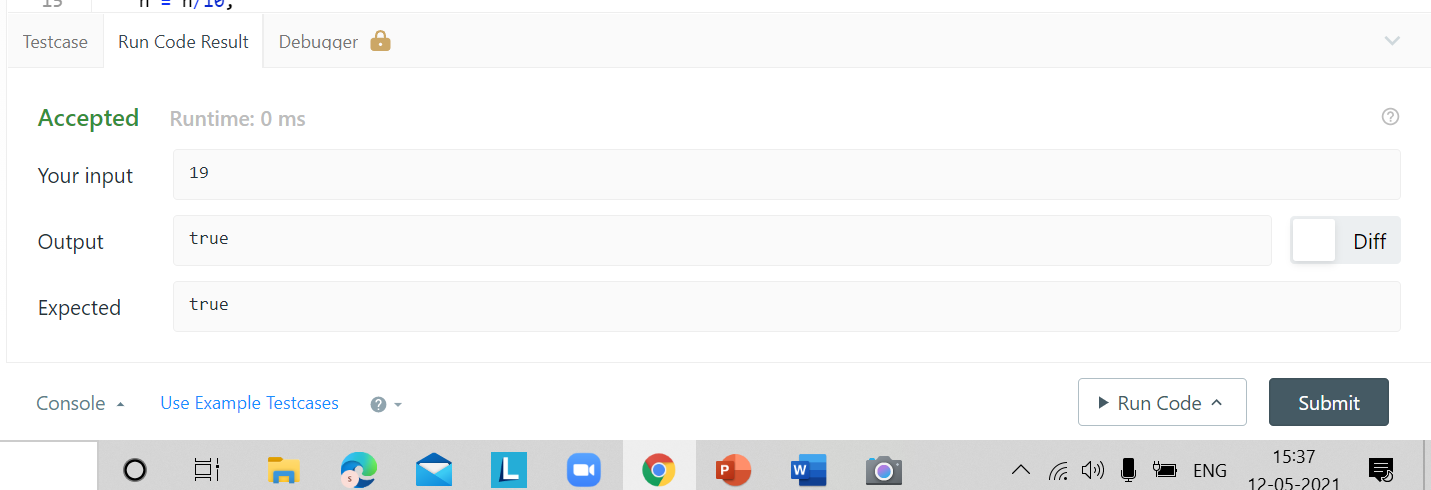 15 n = n/10;
Testcase Run Code Result Debugger
Accepted Runtime: 0 ms
Your input 19
Output true Diff
Expected true
Console Use Example Testcases Run Code Submit
ENG 15:37
12-05-2021